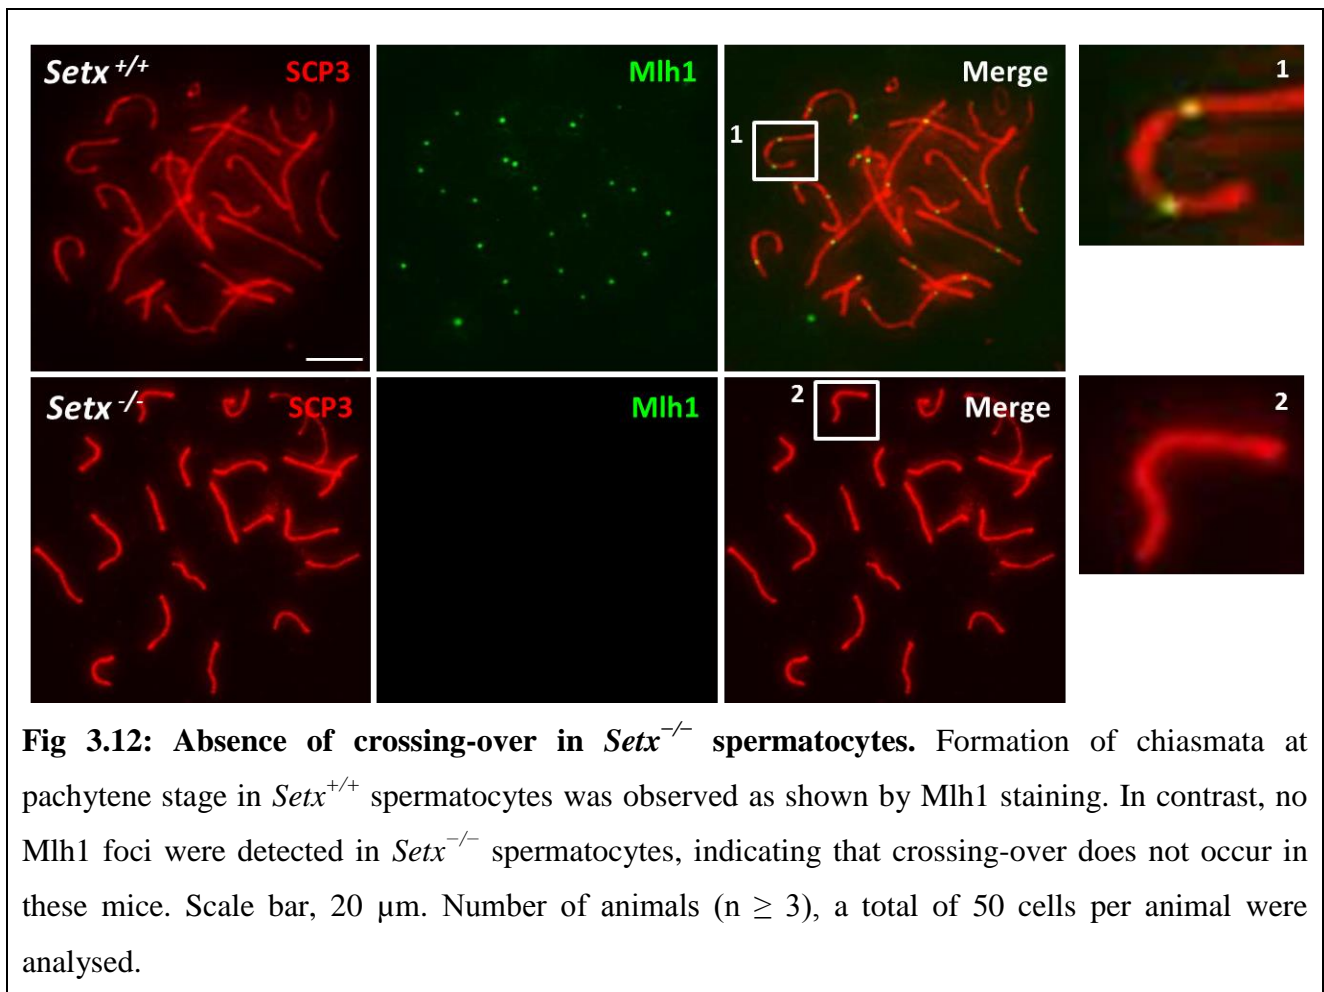 Setx +/+ SCP3 Mlh1 Merge 1
1
Setx -/- SCP3 Mlh1 2 Merge 2
Fig 3.12: Absence of crossing-over in Setx−/− spermatocytes. Formation of chiasmata at
pachytene stage in Setx+/+ spermatocytes was observed as shown by Mlh1 staining. In contrast, no
Mlh1 foci were detected in Setx−/− spermatocytes, indicating that crossing-over does not occur in
these mice. Scale bar, 20 µm. Number of animals (n ≥ 3), a total of 50 cells per animal were
analysed.